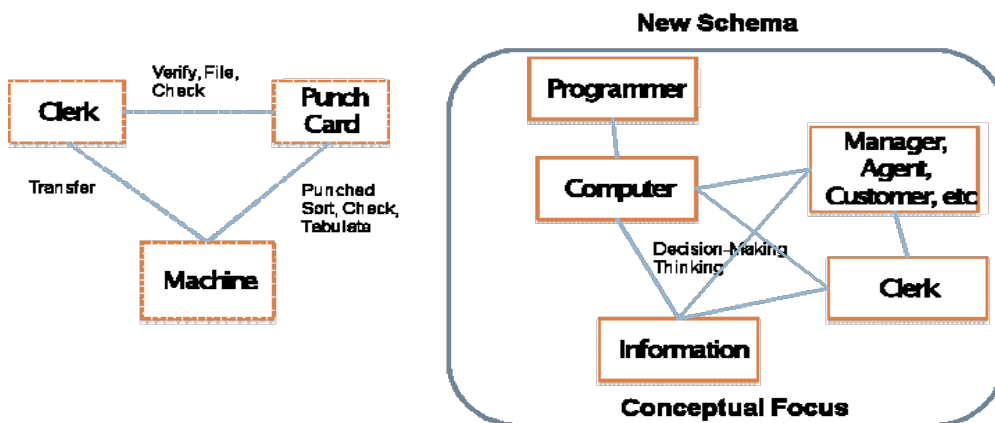 New Schema
Verify, File,
Check
Clerk
Punch
Card
Transfer
Punched
Sort, Check,
Tabulate
Machine
Programmer
Manager,
Agent,
Customer, etc
Computer
Decision-Making
Thinking
Clerk
Information
Conceptual Focus